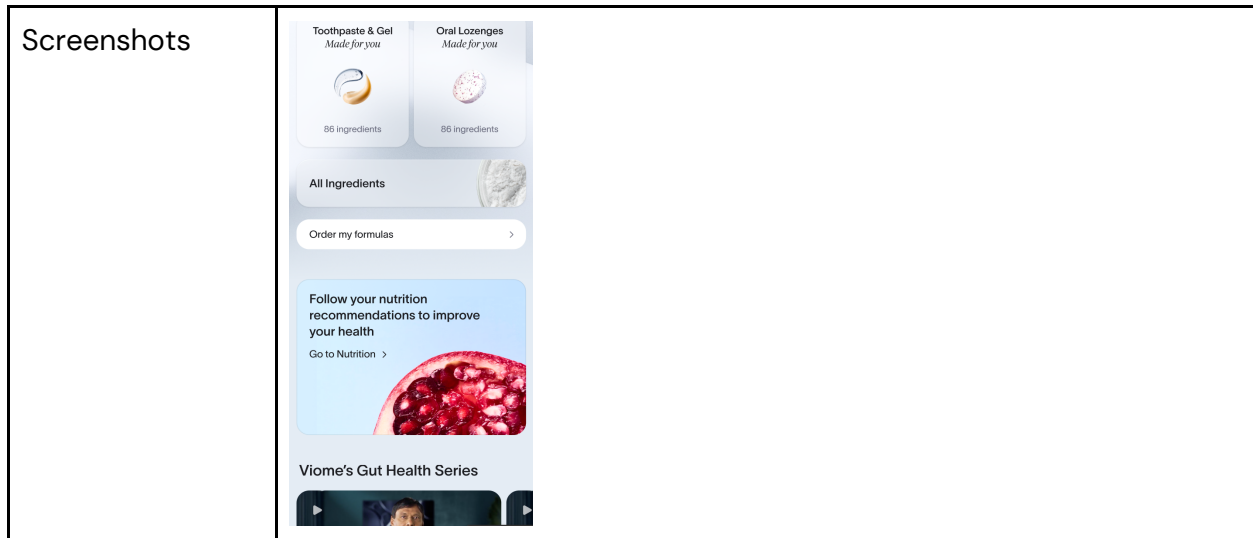 Screenshots
Toothpaste & Gel
Made for you
86 ingredients
Oral Lozenges
Made for you
86 ingredients
All Ingredients
Order my formulas
Follow your nutrition
recommendations to improve
your health
Go to Nutrition
Viome's Gut Health Series